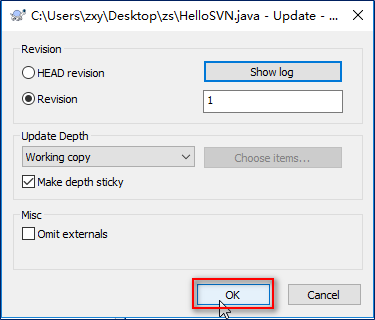 C:\Users\zxy\Desktop\zs\HelloSVN.java - Update - ...
Revision
HEAD revision
Show log
Revision
1
Update Depth
Working copy
Choose items...
Make depth sticky
Misc
Omit externals
OK
Cancel